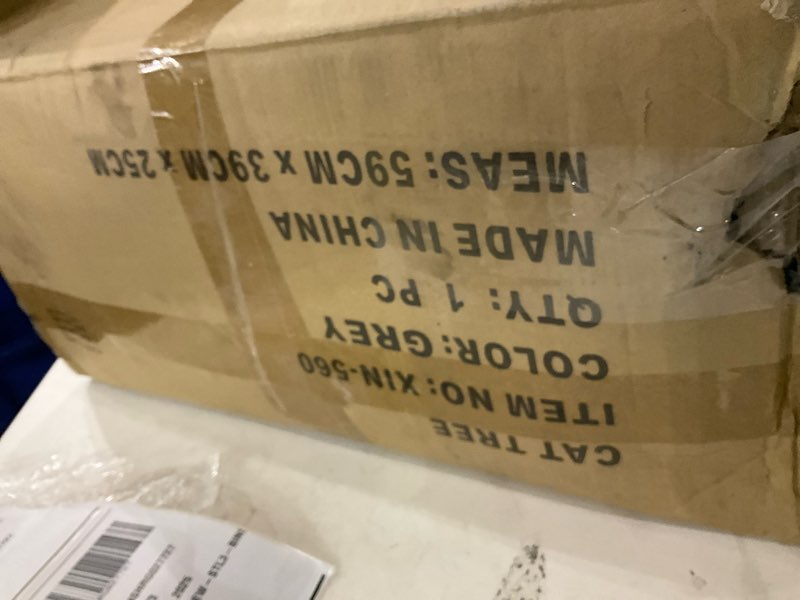 CAT TREE
ITEM NO: XIN-560
COLOR: GREY
QTY: 1 PC
MADE IN CHINA
MEAS: 59CM x 39CM x 25CM